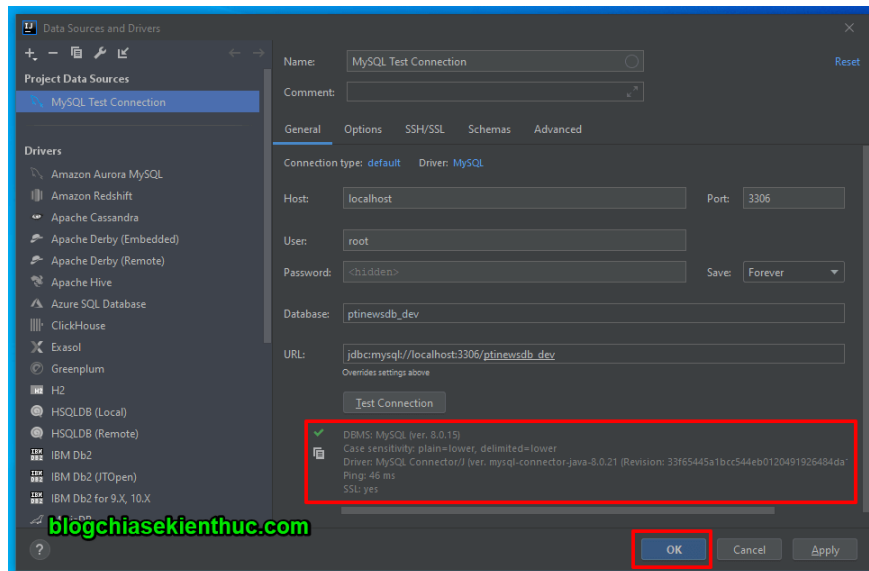 Data Sources and Drivers
Project Data Sources
MySQL Test Connection
Drivers
Amazon Aurora MySQL
Amazon Redshift
Apache Cassandra
Apache Derby (Embedded)
Apache Derby (Remote)
Apache Hive
Azure SQL Database
ClickHouse
Exasol
Greenplum
H2
HSQLDB (Local)
HSQLDB (Remote)
IBM Db2
IBM Db2 (JTOpen)
IBM Db2 for 9.X, 10.X
Name: MySQL Test Connection Reset
Comment:
General Options SSH/SSL Schemas Advanced
Connection type: default Driver: MySQL
Host: localhost Port: 3306
User: root
Password: <hidden> Save: Forever
Database: ptinewsdb_dev
URL: jdbc:mysql://localhost:3306/ptinewsdb_dev
Overrides settings above
Test Connection
DBMS: MySQL (ver. 8.0.15)
Case sensitivity: plain=lower, delimited=lower
Driver: MySQL Connector/J (ver. mysql-connector-java-8.0.21 (Revision: 33f65445a1bcc544eb0120491926484da
Ping: 46 ms
SSL: yes
blogchiasekienthuc.com
? OK Cancel Apply